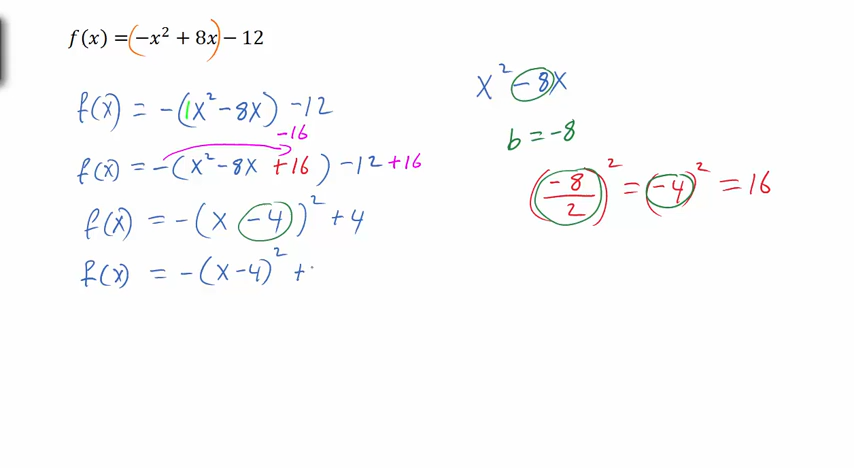 f(x) = (−x² + 8x) − 12
f(x) = −(1x² − 8x) − 12
−16
f(x) = −(x² − 8x + 16) − 12 + 16
f(x) = −(x − 4)² + 4
f(x) = −(x − 4)² +
x² − 8x
b = −8
(−8/2)² = (−4)² = 16